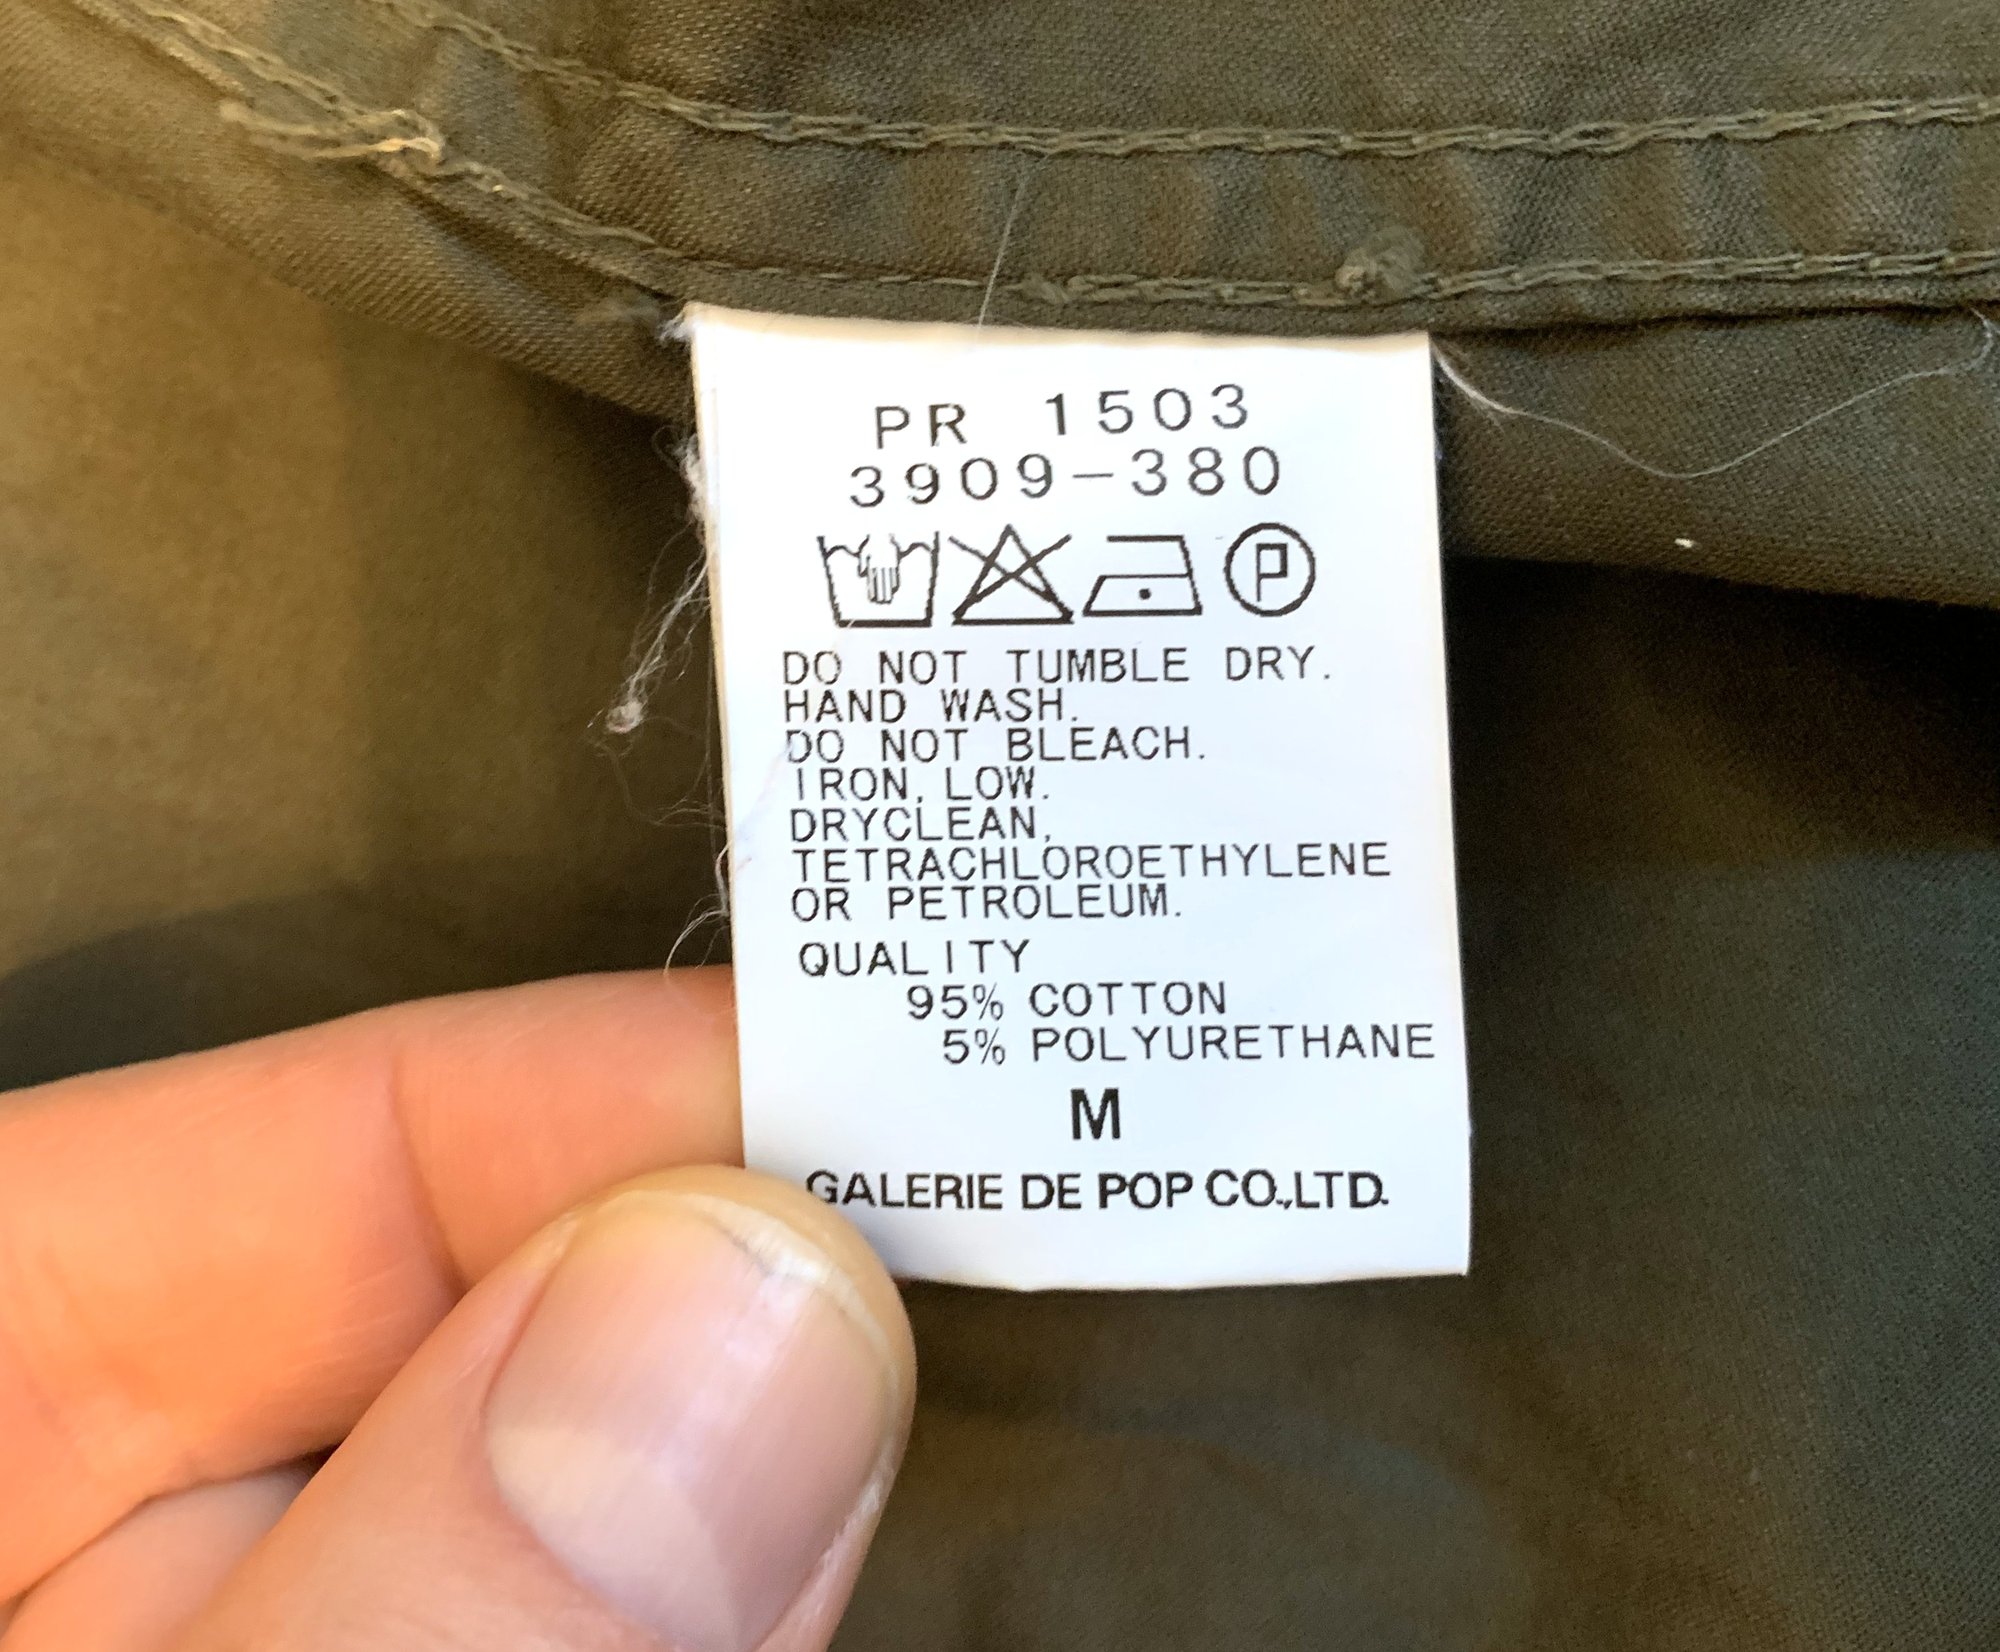 PR 1503
3909-380
P
DO NOT TUMBLE DRY.
HAND WASH.
DO NOT BLEACH.
IRON, LOW.
DRYCLEAN,
TETRACHLOROETHYLENE
OR PETROLEUM.
QUALITY
95% COTTON
5% POLYURETHANE
M
GALERIE DE POP CO.,LTD.